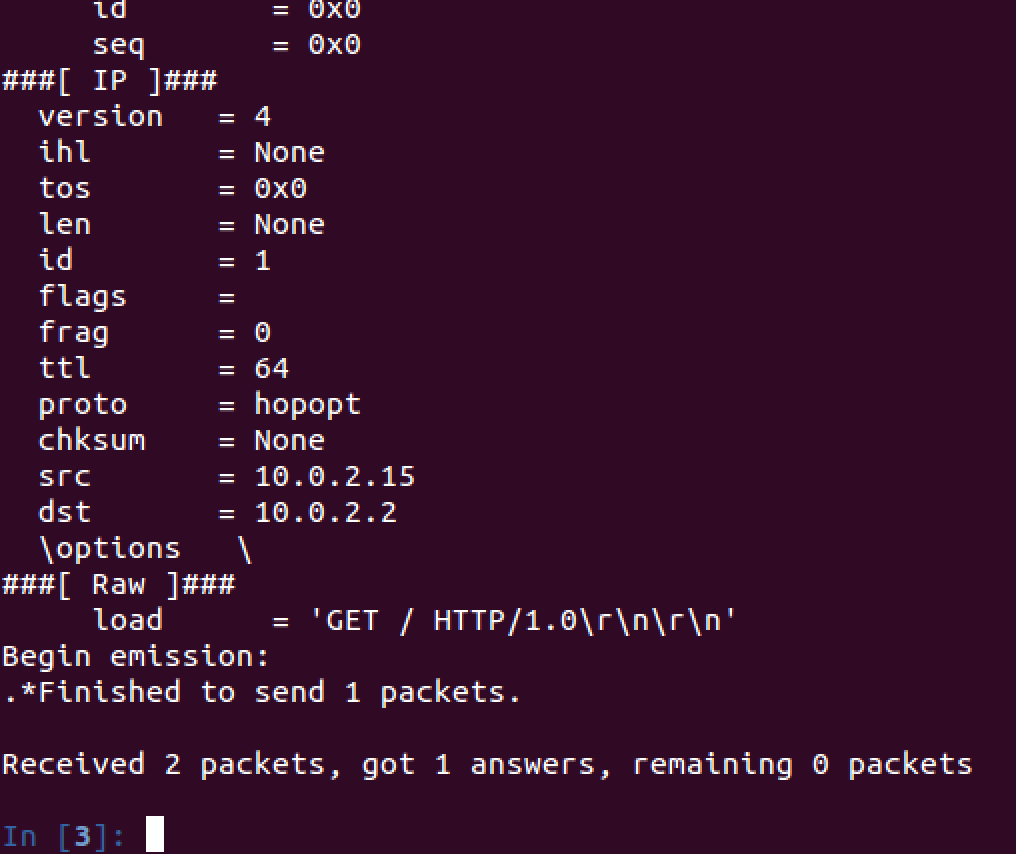 id        = 0x0
seq       = 0x0
###[ IP ]###
version   = 4
ihl       = None
tos       = 0x0
len       = None
id        = 1
flags     =
frag      = 0
ttl       = 64
proto     = hopopt
chksum    = None
src       = 10.0.2.15
dst       = 10.0.2.2
\options   \
###[ Raw ]###
load      = 'GET / HTTP/1.0\r\n\r\n'
Begin emission:
.*Finished to send 1 packets.
Received 2 packets, got 1 answers, remaining 0 packets
In [3]: